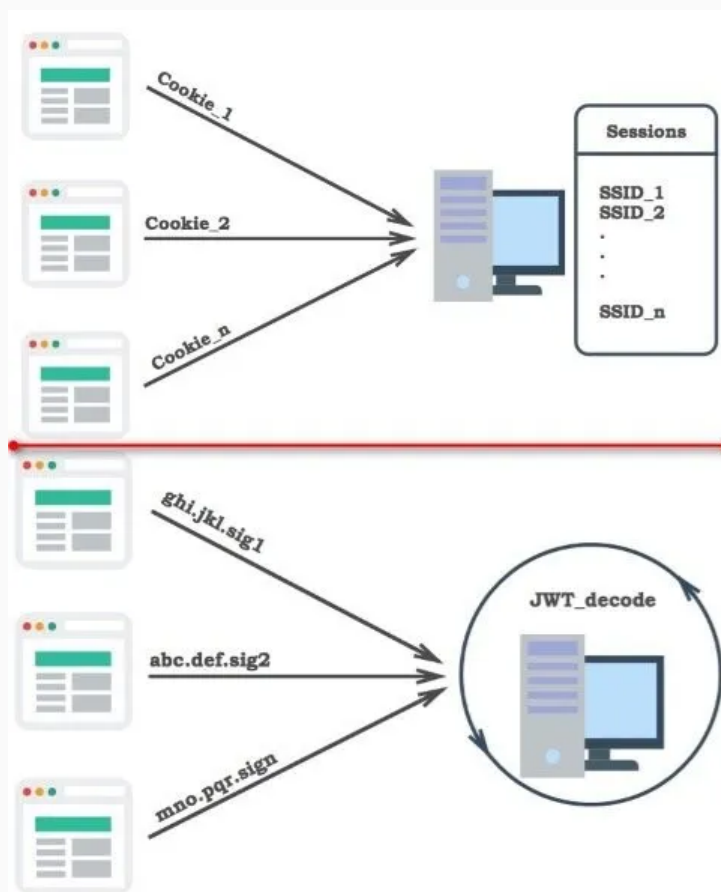 Cookie_1
Sessions
SSID_1
SSID_2
.
.
.
SSID_n
Cookie_2
Cookie_n
ghi.jkl.sig1
JWT_decode
abc.def.sig2
mno.pqr.sign